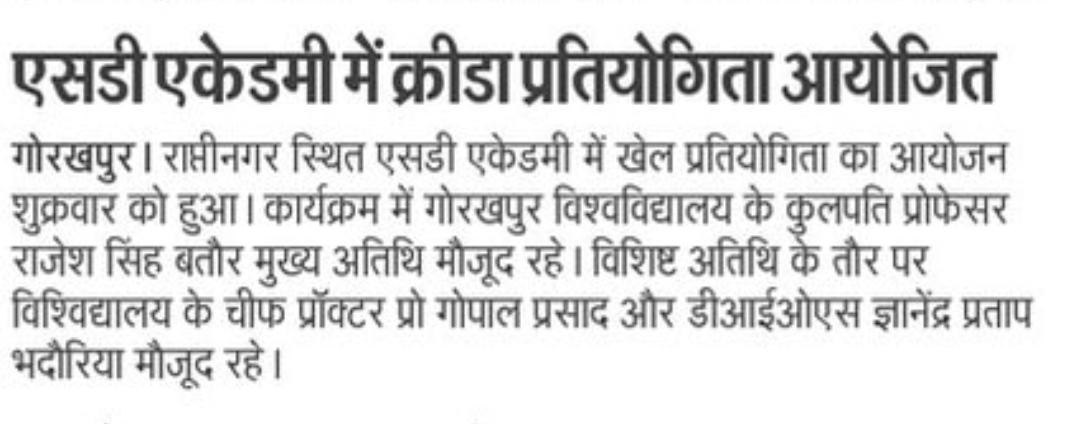 एसडी एकेडमी में क्रीडा प्रतियोगिता आयोजित
गोरखपुर। राप्तीनगर स्थित एसडी एकेडमी में खेल प्रतियोगिता का आयोजन
शुक्रवार को हुआ। कार्यक्रम में गोरखपुर विश्वविद्यालय के कुलपति प्रोफेसर
राजेश सिंह बतौर मुख्य अतिथि मौजूद रहे। विशिष्ट अतिथि के तौर पर
विश्विद्यालय के चीफ प्रॉक्टर प्रो गोपाल प्रसाद और डीआईओएस ज्ञानेंद्र प्रताप
भदौरिया मौजूद रहे।